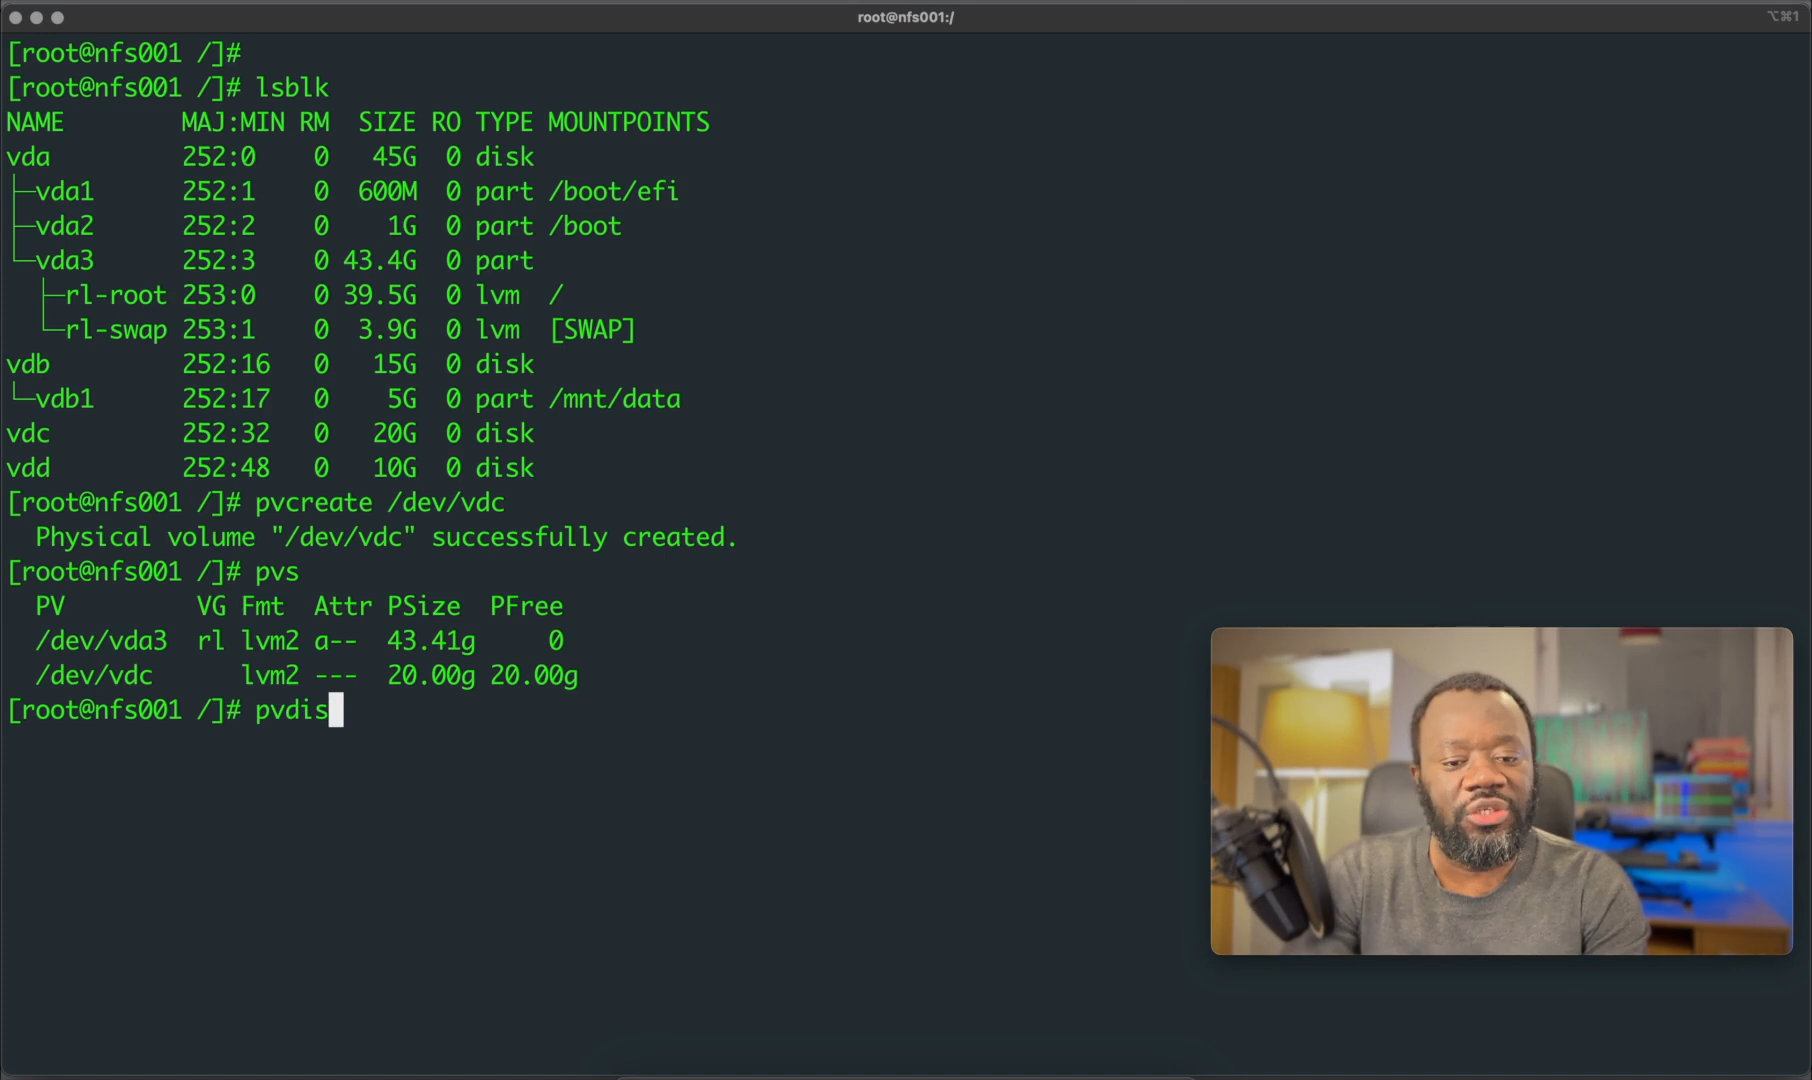 root@nfs001:/
⌥⌘1
[root@nfs001 /]#
[root@nfs001 /]# lsblk
NAME        MAJ:MIN RM  SIZE RO TYPE MOUNTPOINTS
vda         252:0    0   45G  0 disk
├─vda1      252:1    0  600M  0 part /boot/efi
├─vda2      252:2    0    1G  0 part /boot
└─vda3      252:3    0 43.4G  0 part
  ├─rl-root 253:0    0 39.5G  0 lvm  /
  └─rl-swap 253:1    0  3.9G  0 lvm  [SWAP]
vdb         252:16   0   15G  0 disk
└─vdb1      252:17   0    5G  0 part /mnt/data
vdc         252:32   0   20G  0 disk
vdd         252:48   0   10G  0 disk
[root@nfs001 /]# pvcreate /dev/vdc
  Physical volume "/dev/vdc" successfully created.
[root@nfs001 /]# pvs
  PV         VG Fmt  Attr PSize  PFree
  /dev/vda3  rl lvm2 a--  43.41g     0
  /dev/vdc      lvm2 ---  20.00g 20.00g
[root@nfs001 /]# pvdis